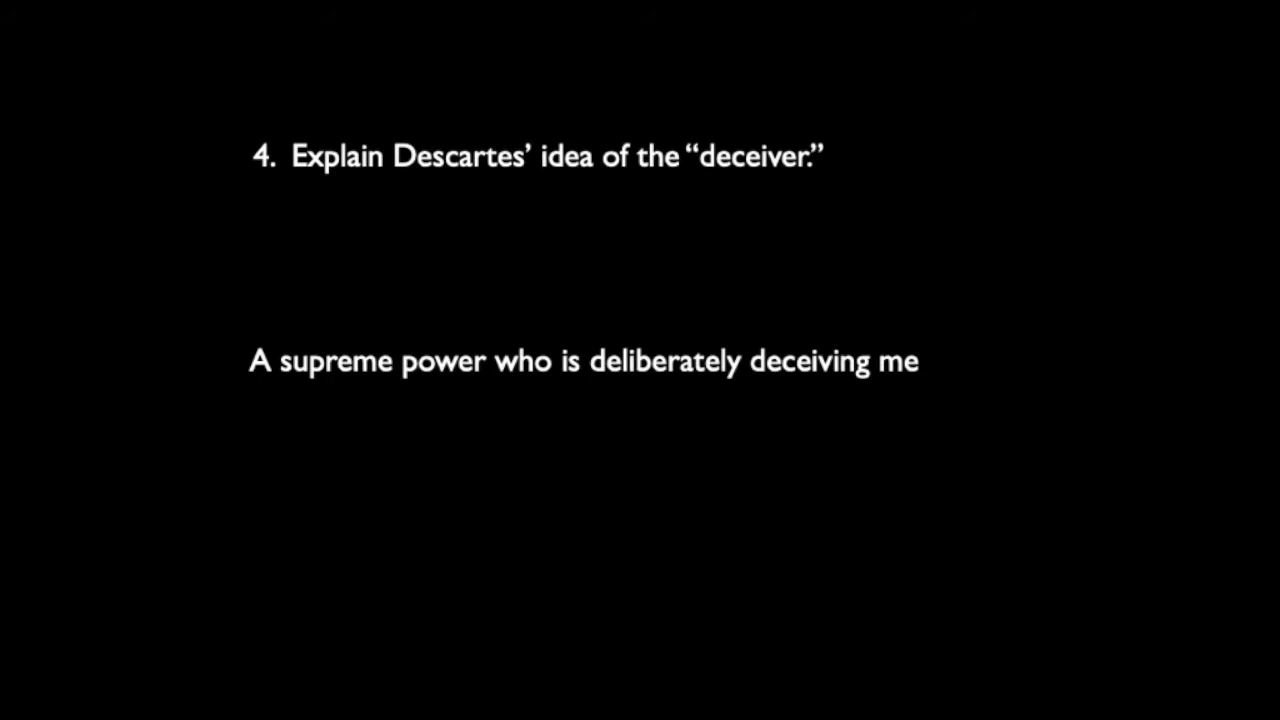 4. Explain Descartes’ idea of the “deceiver.”
A supreme power who is deliberately deceiving me